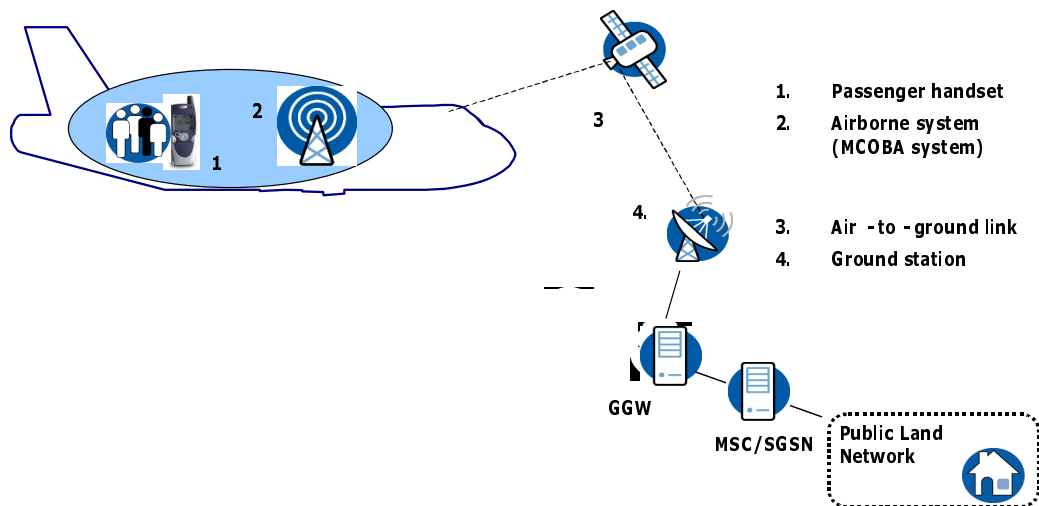 2
1
3
4.
1. Passenger handset
2. Airborne system
(MCOBA system)
3. Air -to -ground link
4. Ground station
GGW
MSC/SGSN
Public Land
Network